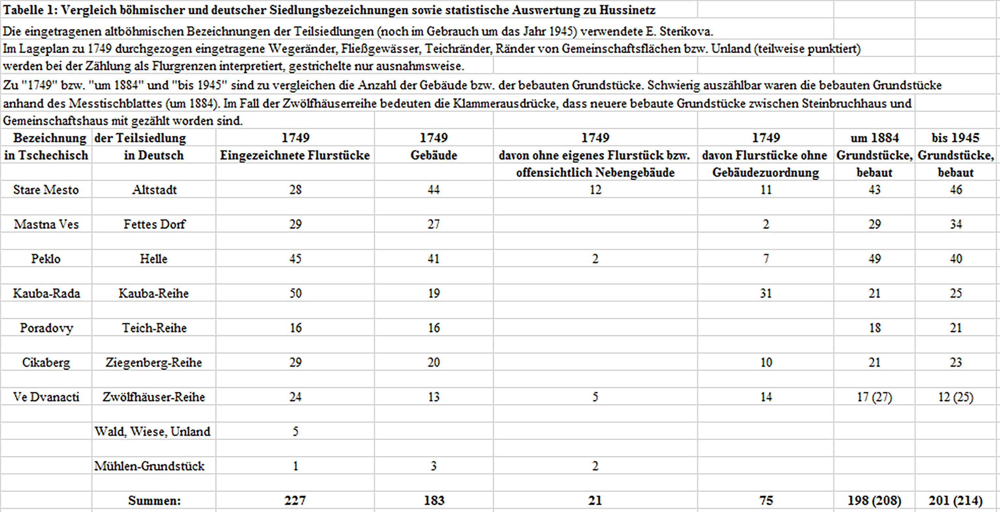 Tabelle 1: Vergleich böhmischer und deutscher Siedlungsbezeichnungen sowie statistische Auswertung zu Hussinetz
Die eingetragenen altböhmischen Bezeichnungen der Teilsiedlungen (noch im Gebrauch um das Jahr 1945) verwendete E. Sterikova.
Im Lageplan zu 1749 durchgezogen eingetragene Wegeränder, Fließgewässer, Teichränder, Ränder von Gemeinschaftsflächen bzw. Unland (teilweise punktiert)
werden bei der Zählung als Flurgrenzen interpretiert, gestrichelte nur ausnahmsweise.
Zu "1749" bzw. "um 1884" und "bis 1945" sind zu vergleichen die Anzahl der Gebäude bzw. der bebauten Grundstücke. Schwierig auszählbar waren die bebauten Grundstücke
anhand des Messtischblattes (um 1884). Im Fall der Zwölfhäuserreihe bedeuten die Klammerausdrücke, dass neuere bebaute Grundstücke zwischen Steinbruchhaus und
Gemeinschaftshaus mit gezählt worden sind.
Bezeichnung der Teilsiedlung 1749 1749 1749 1749 um 1884 bis 1945
in Tschechisch in Deutsch Eingezeichnete Flurstücke Gebäude davon ohne eigenes Flurstück bzw. davon Flurstücke ohne Grundstücke, Grundstücke,
offensichtlich Nebengebäude Gebäudezuordnung bebaut bebaut
Stare Mesto Altstadt 28 44 12 11 43 46
Mastna Ves Fettes Dorf 29 27 2 29 34
Peklo Helle 45 41 2 7 49 40
Kauba-Rada Kauba-Reihe 50 19 31 21 25
Poradovy Teich-Reihe 16 16 18 21
Cikaberg Ziegenberg-Reihe 29 20 10 21 23
Ve Dvanacti Zwölfhäuser-Reihe 24 13 5 14 17 (27) 12 (25)
Wald, Wiese, Unland 5
Mühlen-Grundstück 1 3 2
Summen: 227 183 21 75 198 (208) 201 (214)